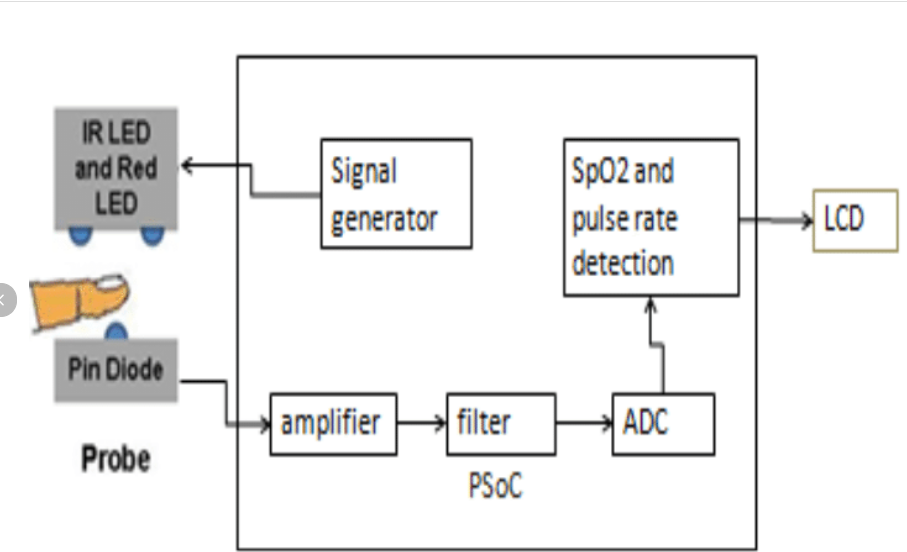 IR LED
and Red
LED
Signal
generator
SpO2 and
pulse rate
detection
LCD
Pin Diode
amplifier
filter
ADC
Probe
PSoC